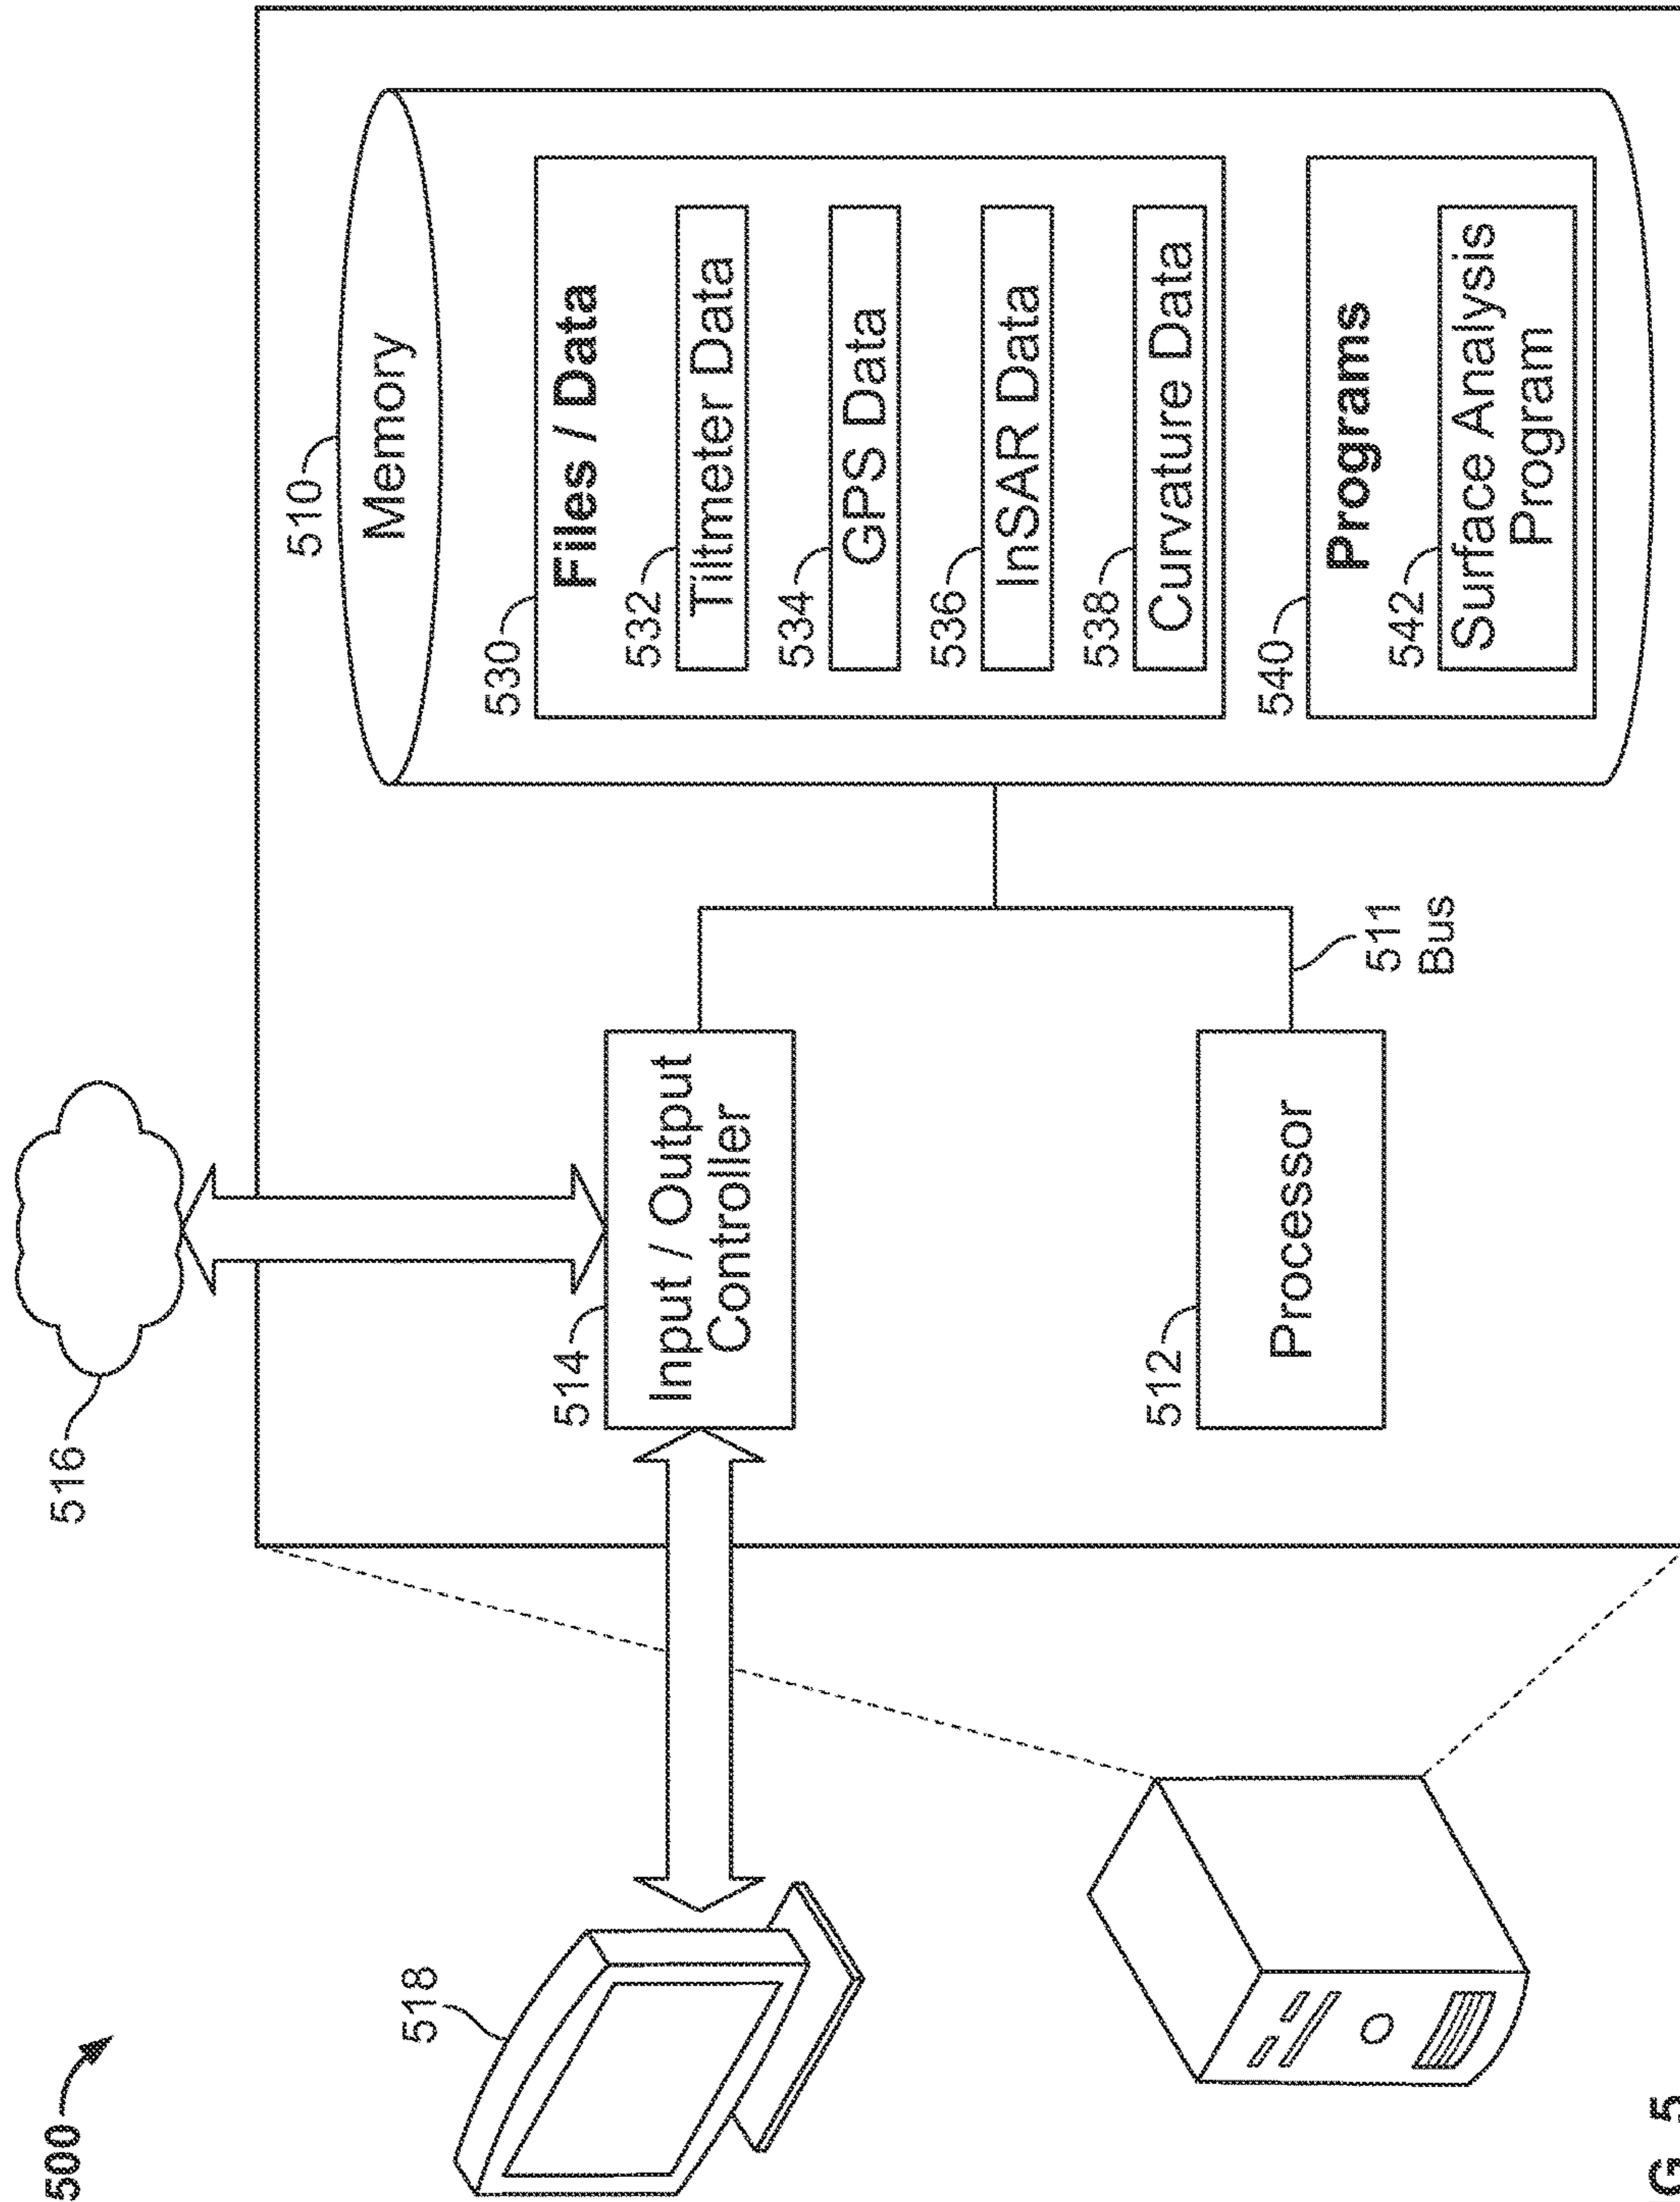 500
516
510
Memory
518
514
Input / Output
Controller
530
Files / Data
532
Tiltmeter Data
534
GPS Data
536
InSAR Data
538
Curvature Data
512
Processor
511
Bus
540
Programs
542
Surface Analysis
Program
G. 5